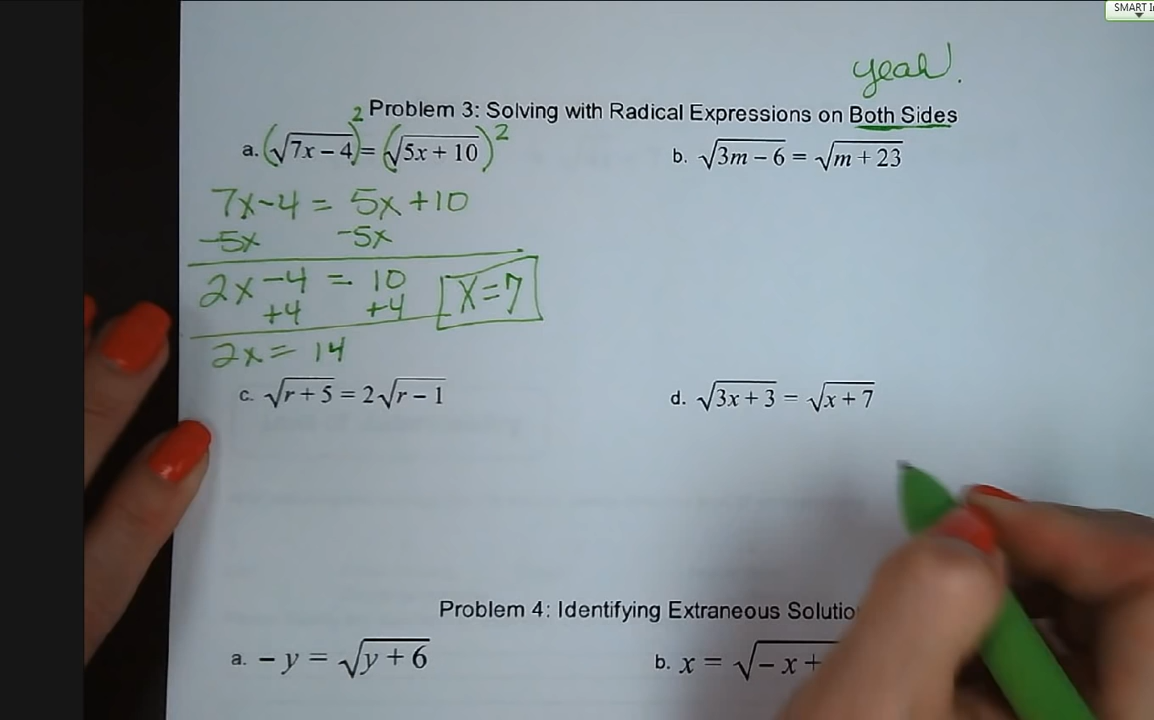 SMART
yeah!
Problem 3: Solving with Radical Expressions on Both Sides
a. (√7x − 4)² = (√5x + 10)²
b. √3m − 6 = √m + 23
7x−4 = 5x+10
−5x −5x
2x −4 = 10
+4 +4
x=7
2x = 14
c. √r + 5 = 2√r − 1
d. √3x + 3 = √x + 7
Problem 4: Identifying Extraneous
a. − y = √y + 6
b. x = √− x +